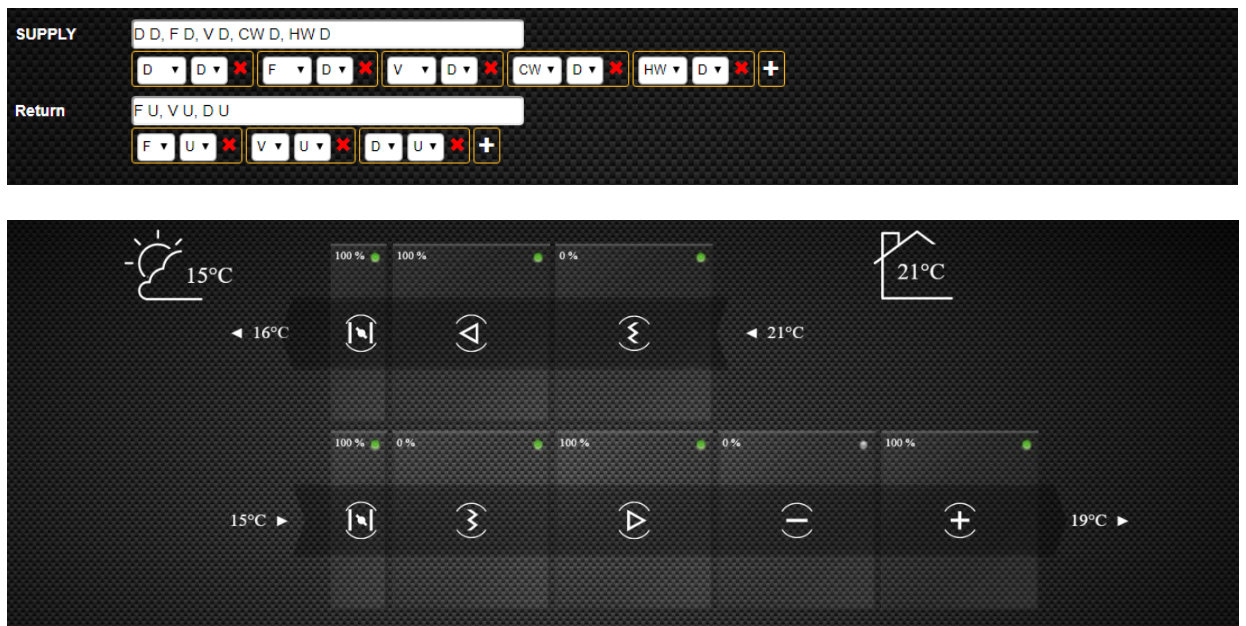 SUPPLY D D, F D, V D, CW D, HW D
D D F D V D CW D HW D
Return F U, V U, D U
F U V U D U
15°C 100 % 100 % 0 % 21°C
16°C 21°C
100 % 0 % 100 % 0 % 100 %
15°C 19°C